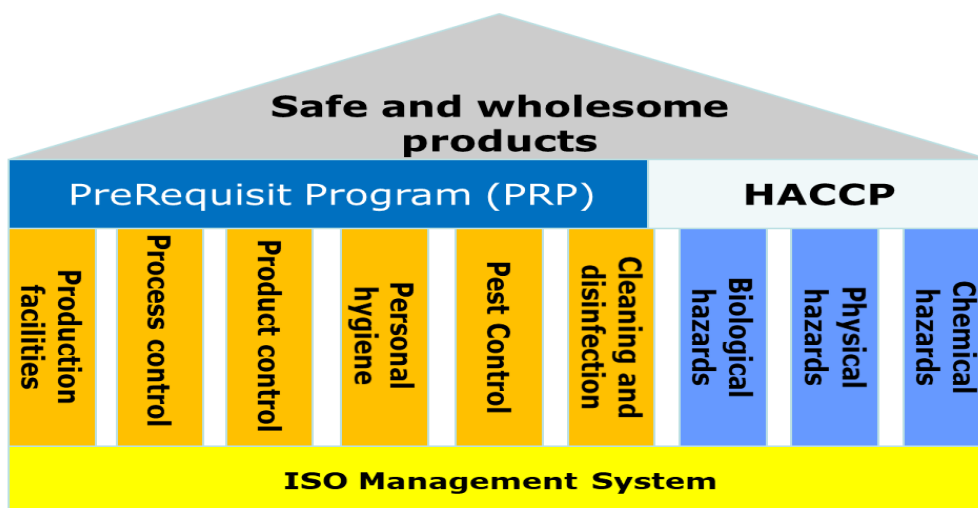 Safe and wholesome
products
PreRequisit Program (PRP)
HACCP
Production
facilities
Process control
Product control
Personal
hygiene
Pest Control
Cleaning and
disinfection
Biological
hazards
Physical
hazards
Chemical
hazards
ISO Management System